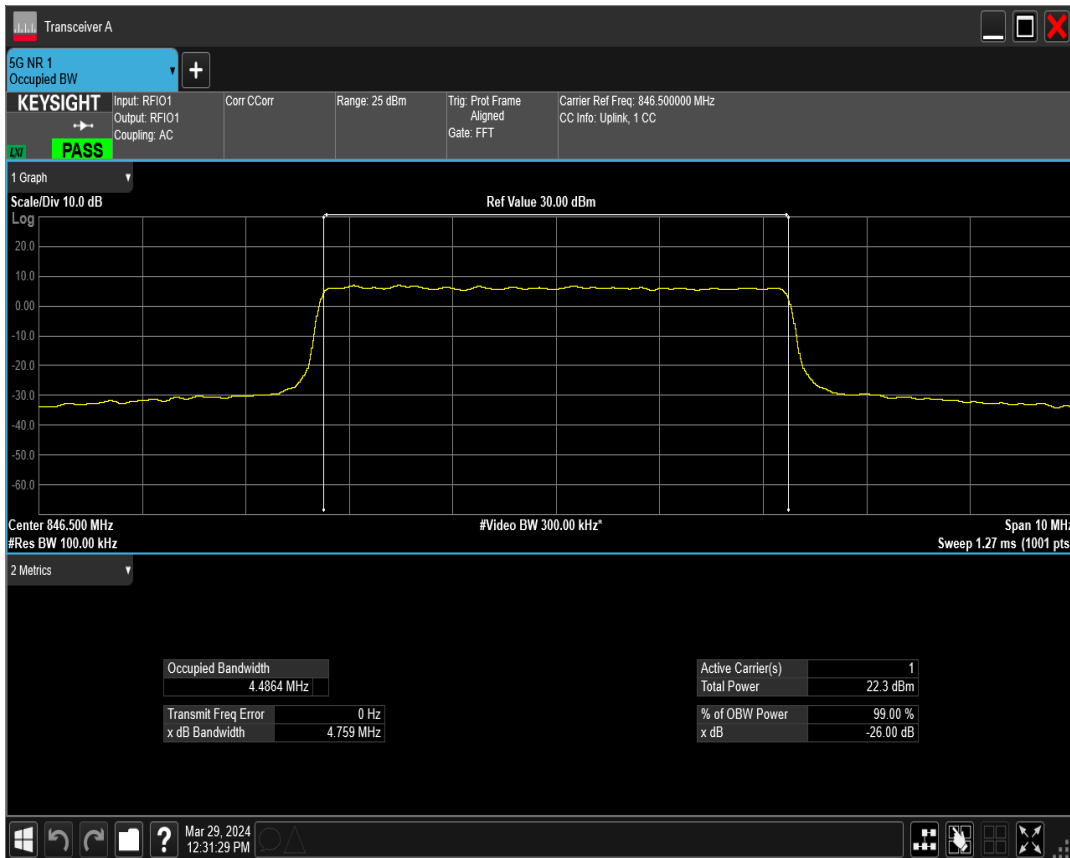 Transceiver A
5G NR 1
Occupied BW
+
KEYSIGHT
LXI
PASS
Input: RFIO1
Output: RFIO1
Coupling: AC
Corr CCorr
Range: 25 dBm
Trig: Prot Frame
Aligned
Gate: FFT
Carrier Ref Freq: 846.500000 MHz
CC Info: Uplink, 1 CC
1 Graph
Scale/Div 10.0 dB
Ref Value 30.00 dBm
Log
20.0
10.0
0.00
-10.0
-20.0
-30.0
-40.0
-50.0
-60.0
Center 846.500 MHz
#Video BW 300.00 kHz*
Span 10 MHz
#Res BW 100.00 kHz
Sweep 1.27 ms (1001 pts
2 Metrics
Occupied Bandwidth
4.4864 MHz
Transmit Freq Error 0 Hz
x dB Bandwidth 4.759 MHz
Active Carrier(s) 1
Total Power 22.3 dBm
% of OBW Power 99.00 %
x dB -26.00 dB
?
Mar 29, 2024
12:31:29 PM